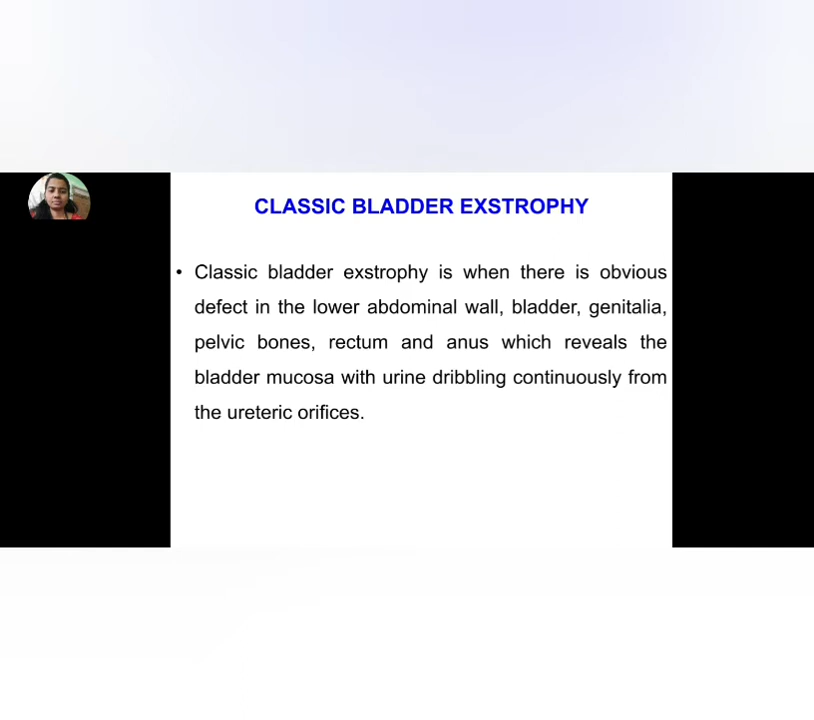 CLASSIC BLADDER EXSTROPHY
• Classic bladder exstrophy is when there is obvious
defect in the lower abdominal wall, bladder, genitalia,
pelvic bones, rectum and anus which reveals the
bladder mucosa with urine dribbling continuously from
the ureteric orifices.